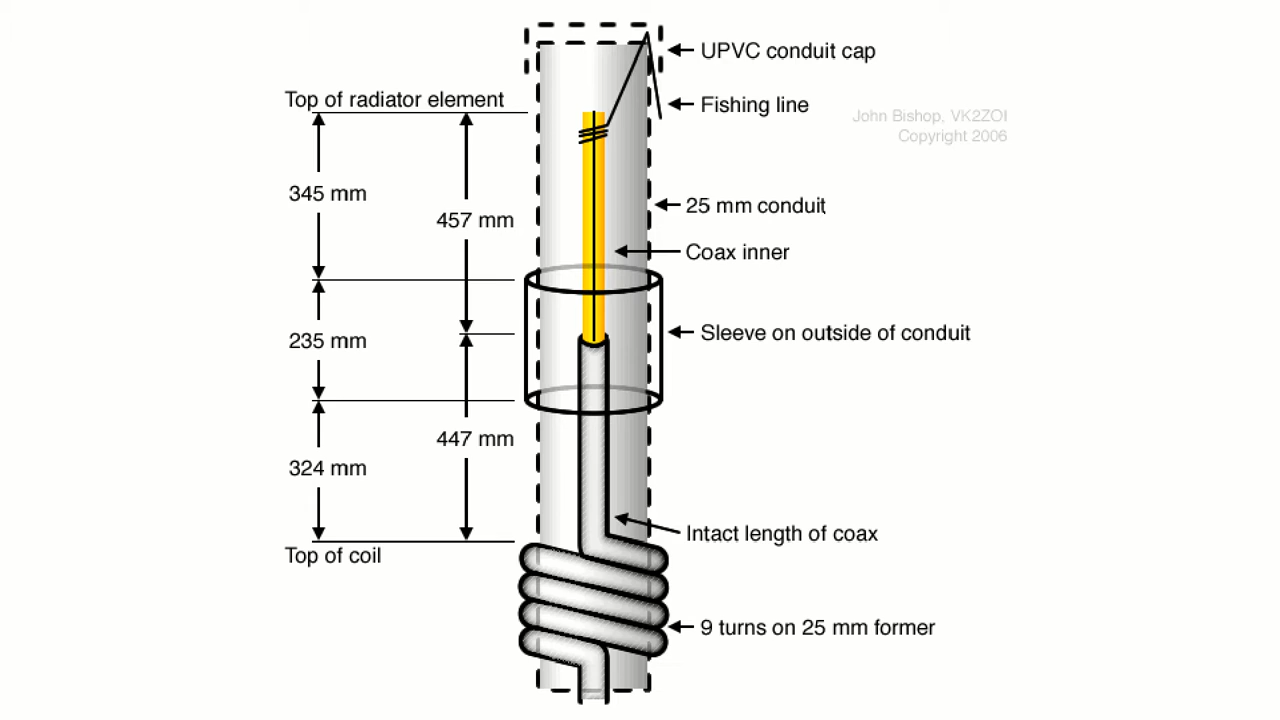 UPVC conduit cap
Top of radiator element
Fishing line
John Bishop, VK2ZOI
Copyright 2006
345 mm
457 mm
25 mm conduit
Coax inner
235 mm
Sleeve on outside of conduit
447 mm
324 mm
Intact length of coax
Top of coil
9 turns on 25 mm former